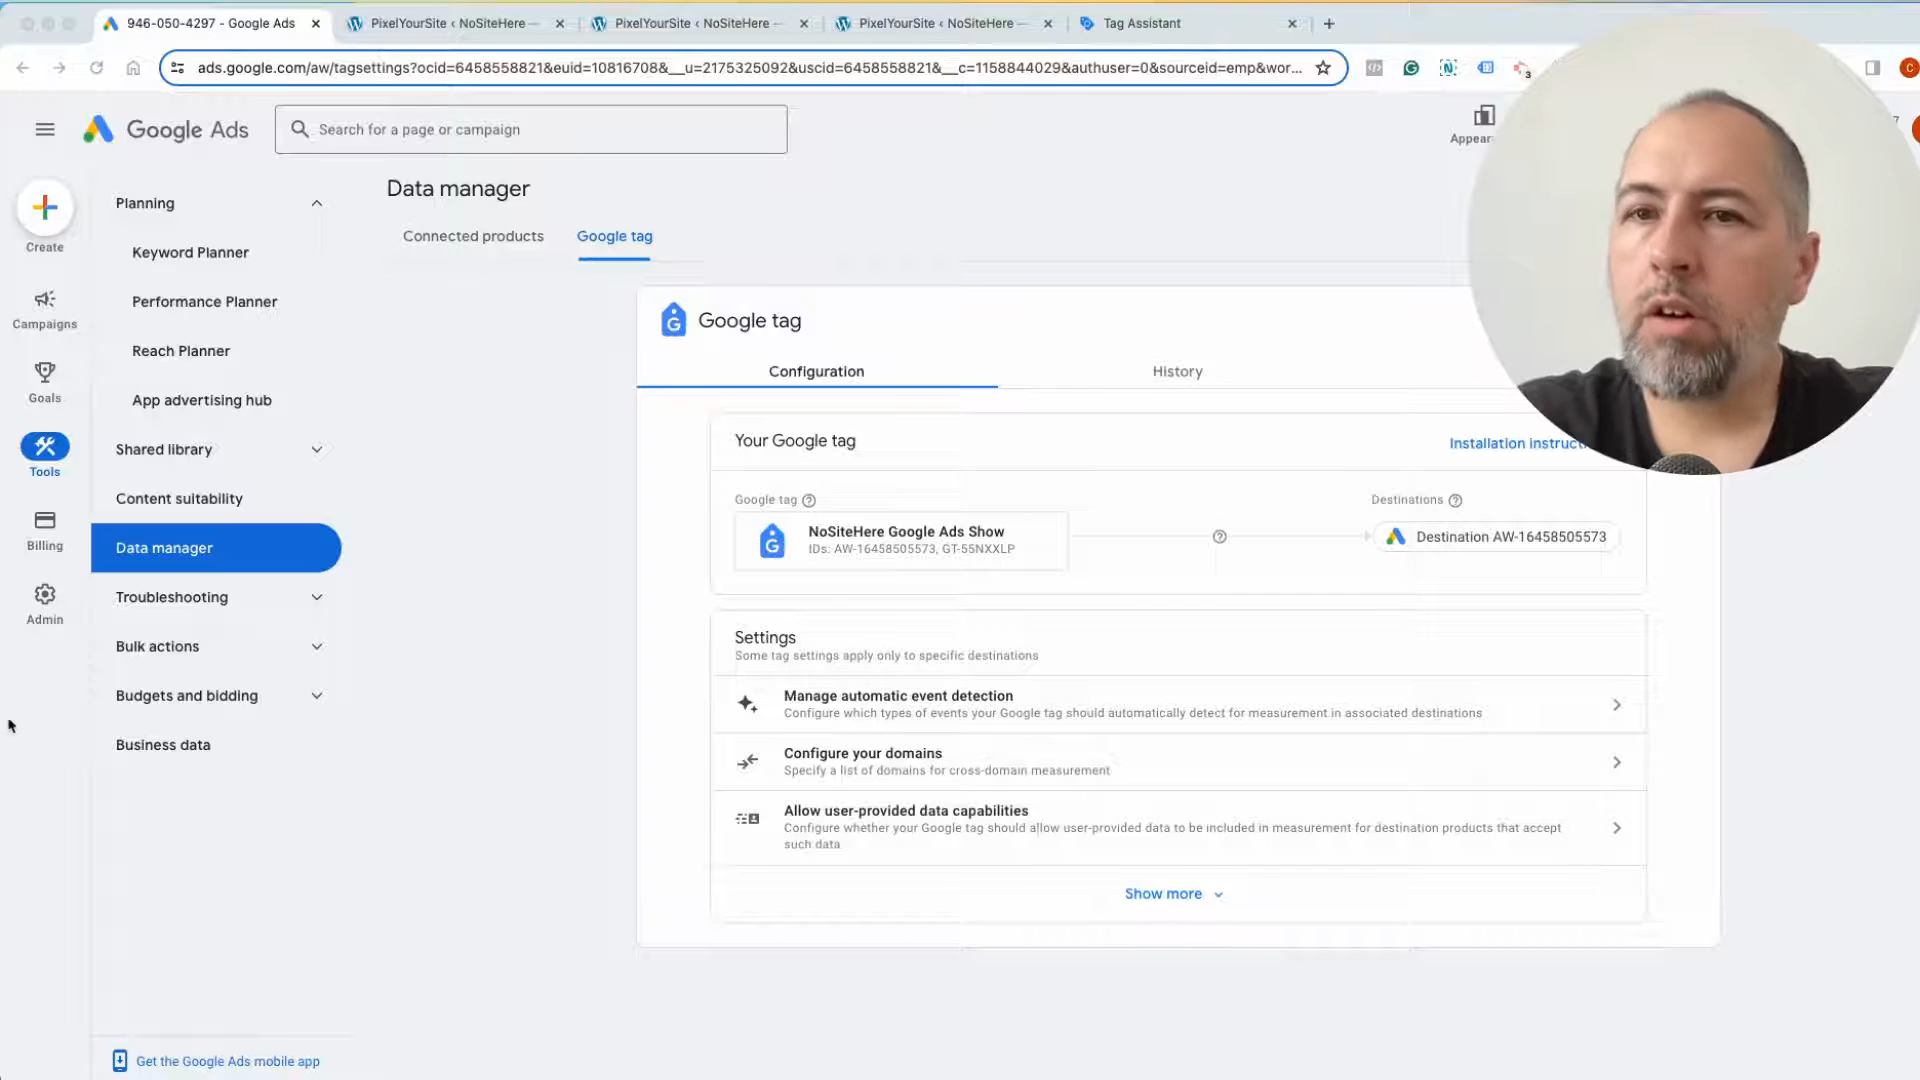 946-050-4297 - Google Ads
PixelYourSite ‹ NoSiteHere —
PixelYourSite ‹ NoSiteHere —
PixelYourSite ‹ NoSiteHere —
Tag Assistant
ads.google.com/aw/tagsettings?ocid=6458558821&euid=10816708&__u=2175325092&uscid=6458558821&__c=1158844029&authuser=0&sourceid=emp&wor...
3
C
Google Ads
Search for a page or campaign
Appear
Create
Campaigns
Goals
Tools
Billing
Admin
Planning
Keyword Planner
Performance Planner
Reach Planner
App advertising hub
Shared library
Content suitability
Data manager
Troubleshooting
Bulk actions
Budgets and bidding
Business data
Get the Google Ads mobile app
Data manager
Connected products
Google tag
G
Google tag
Configuration
History
Your Google tag
Installation instruct
Google tag
Destinations
G
NoSiteHere Google Ads Show
IDs: AW-16458505573, GT-55NXXLP
Destination AW-16458505573
Settings
Some tag settings apply only to specific destinations
Manage automatic event detection
Configure which types of events your Google tag should automatically detect for measurement in associated destinations
Configure your domains
Specify a list of domains for cross-domain measurement
Allow user-provided data capabilities
Configure whether your Google tag should allow user-provided data to be included in measurement for destination products that accept
such data
Show more